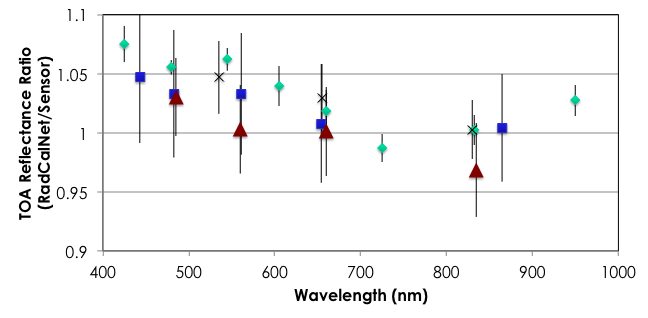 1.1
1.05
1
0.95
0.9
TOA Reflectance Ratio
(RadCalNet/Sensor)
400 500 600 700 800 900 1000
Wavelength (nm)